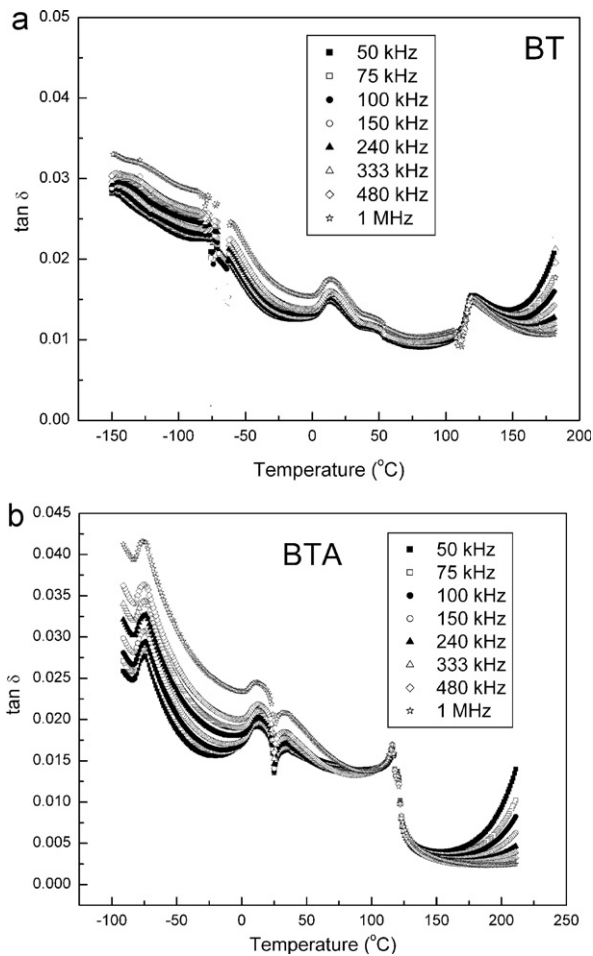 a
BT
50 kHz
75 kHz
100 kHz
150 kHz
240 kHz
333 kHz
480 kHz
1 MHz
tan δ
0.05
0.04
0.03
0.02
0.01
0.00
-150 -100 -50 0 50 100 150 200
Temperature (°C)
b
BTA
50 kHz
75 kHz
100 kHz
150 kHz
240 kHz
333 kHz
480 kHz
1 MHz
tan δ
0.045
0.040
0.035
0.030
0.025
0.020
0.015
0.010
0.005
0.000
-100 -50 0 50 100 150 200 250
Temperature (°C)